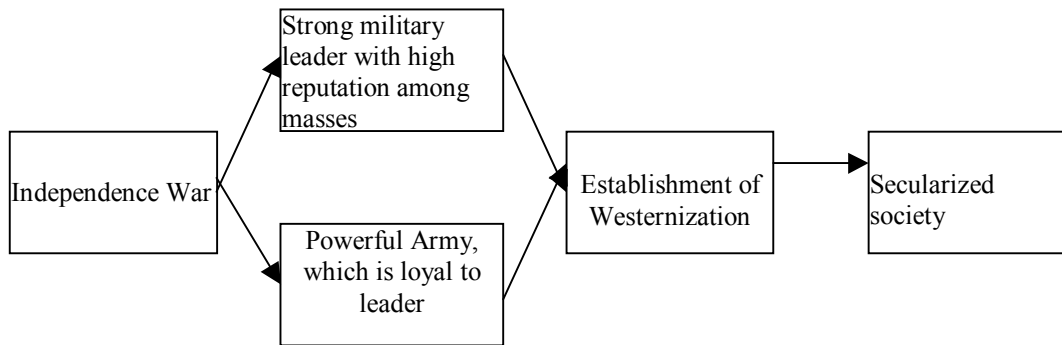 Strong military
leader with high
reputation among
masses
Independence War
Powerful Army,
which is loyal to
leader
Establishment of
Westernization
Secularized
society